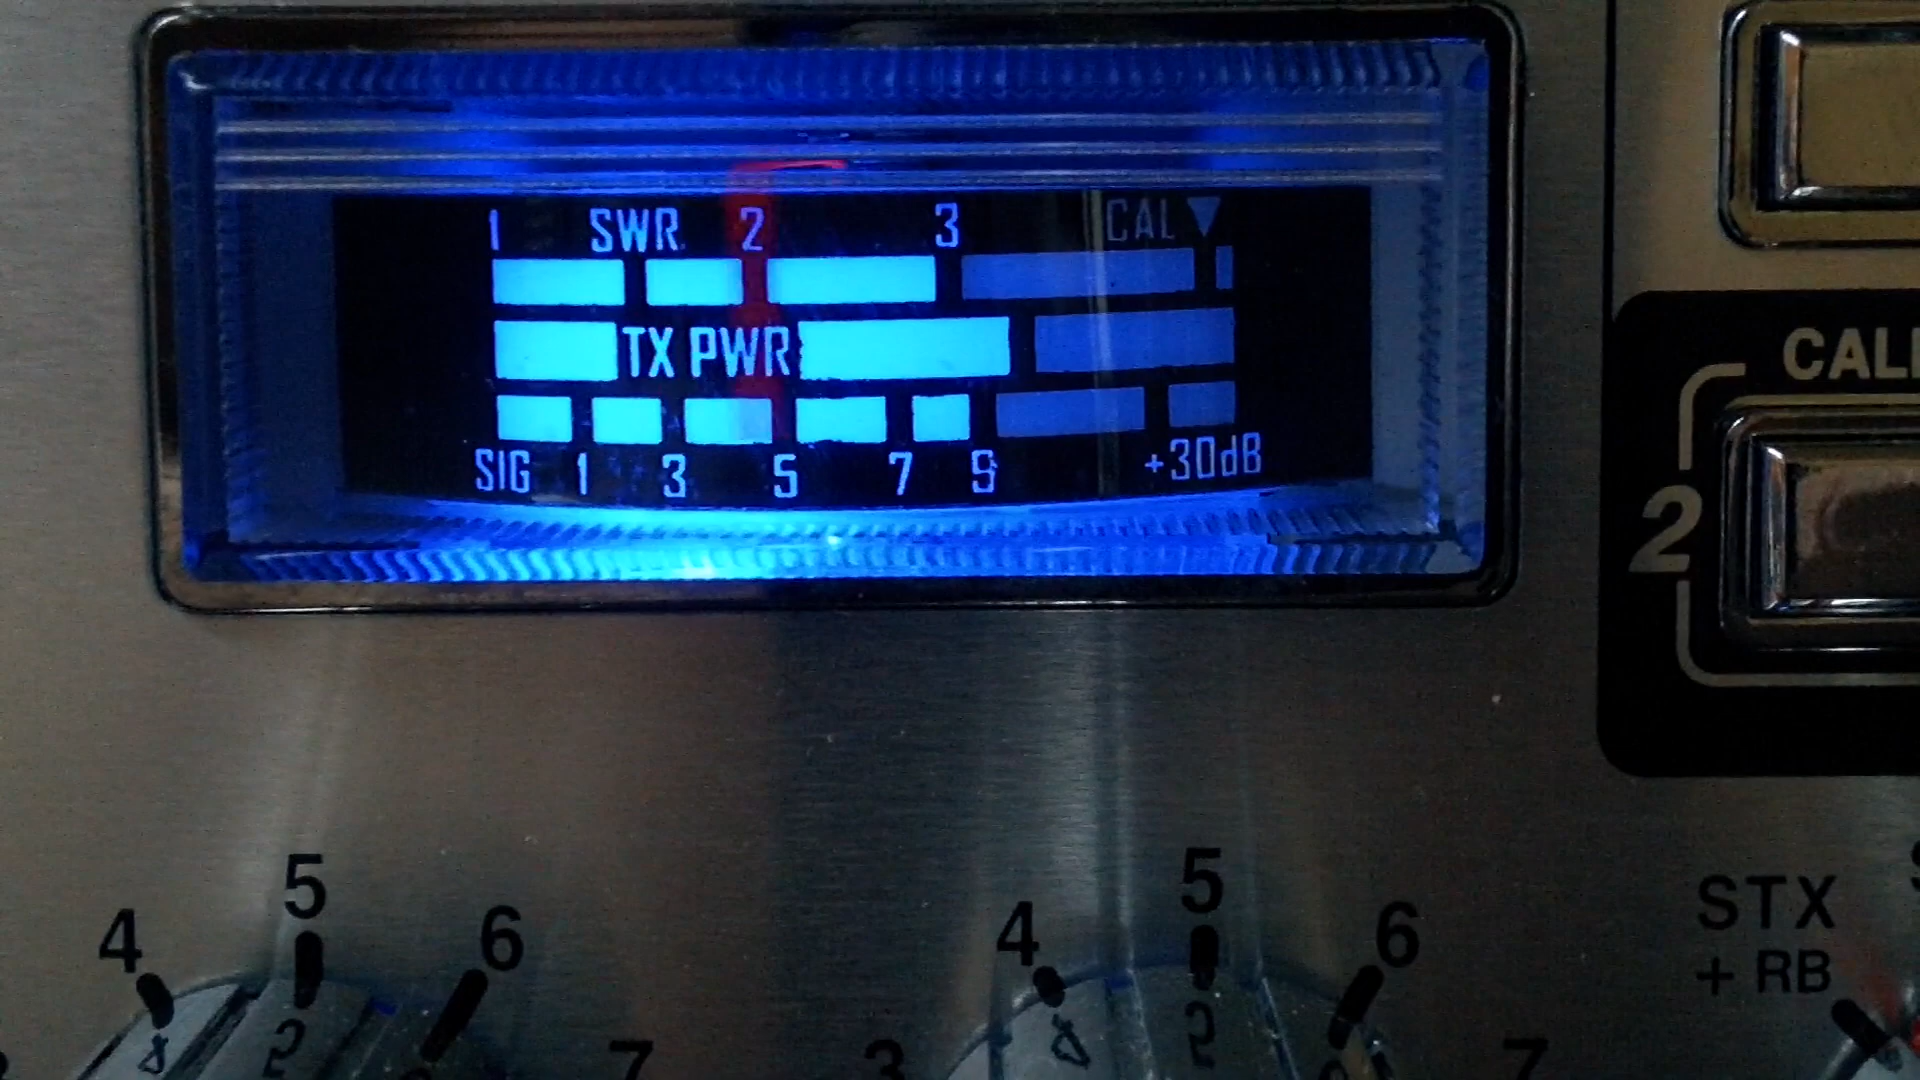 1 SWR 2 3 CAL
TX PWR
SIG 1 3 5 7 9 +30dB
2
4 5 6
7
3
4 5 6
7
STX
+ RB